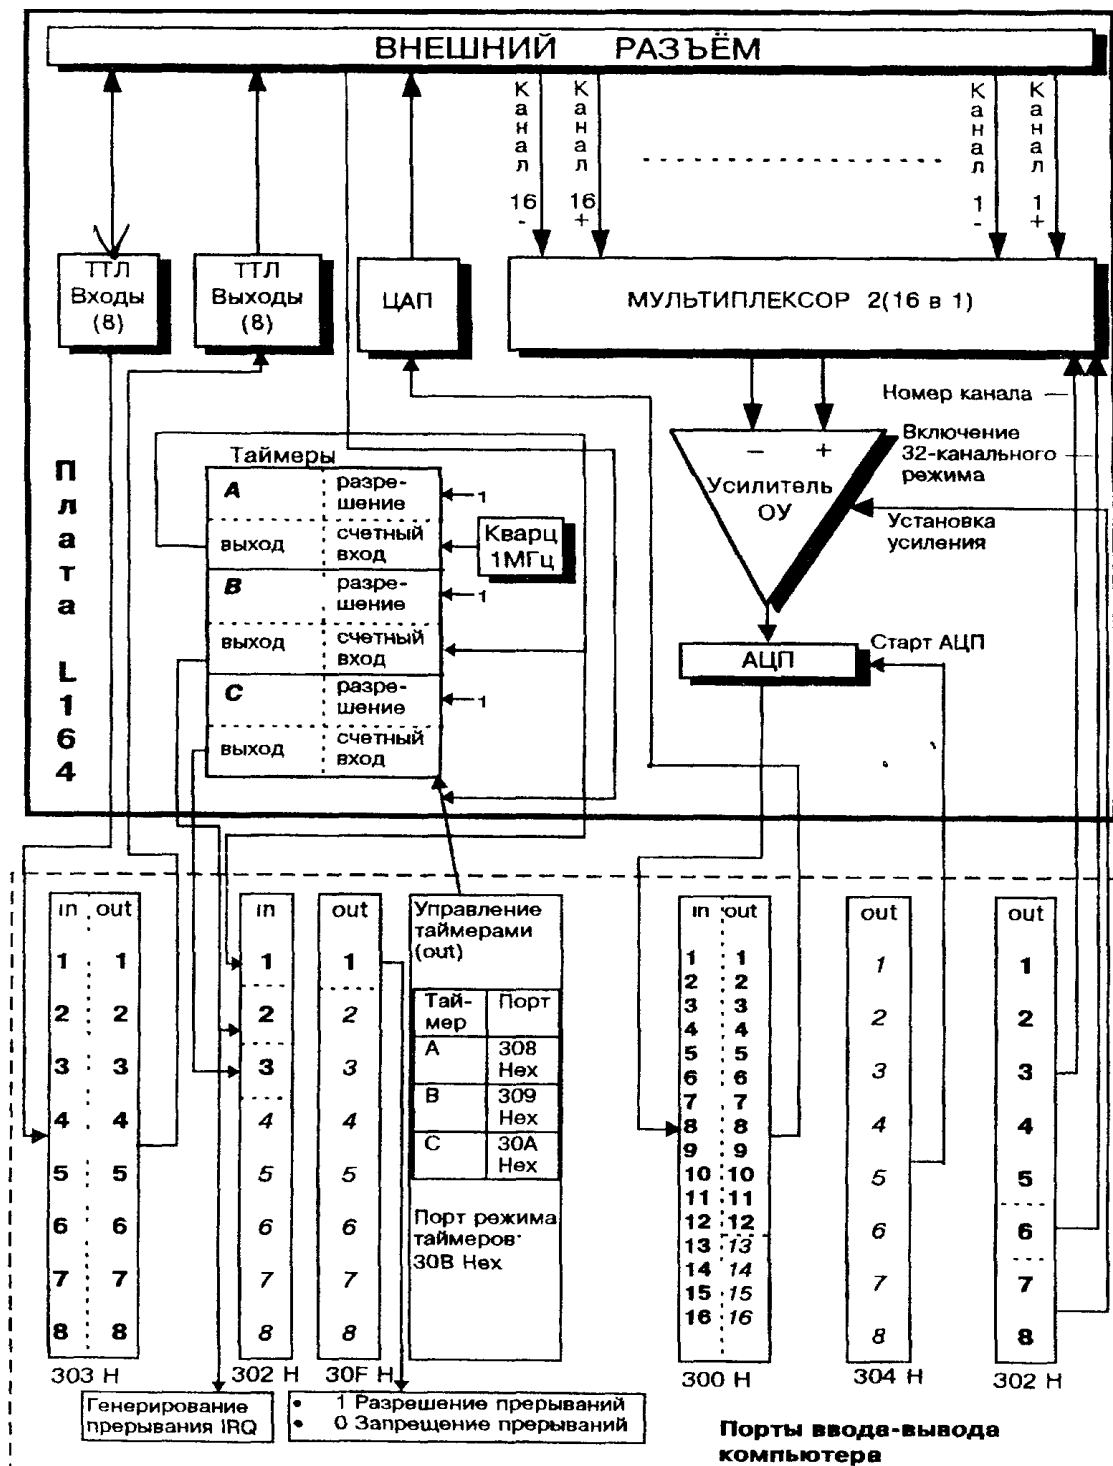 ВНЕШНИЙ РАЗЪЁМ
Канал 16 -
Канал 16 +
Канал 1 -
Канал 1 +
ТТЛ
Входы
(8)
ТТЛ
Выходы
(8)
ЦАП
МУЛЬТИПЛЕКСОР 2(16 в 1)
Номер канала
Включение
32-канального
режима
Усилитель
ОУ
- +
Установка
усиления
Плата L164
Таймеры
A
разре-
шение
1
выход
счетный
вход
Кварц
1МГц
B
разре-
шение
1
выход
счетный
вход
C
разре-
шение
1
выход
счетный
вход
АЦП
Старт АЦП
in out
1 1
2 2
3 3
4 4
5 5
6 6
7 7
8 8
303 H
in
1
2
3
4
5
6
7
8
302 H
out
1
2
3
4
5
6
7
8
30F H
Управление
таймерами
(out)
Тай-
мер
Порт
A
308
Hex
B
309
Hex
C
30A
Hex
Порт режима
таймеров:
30B Hex
in out
1 1
2 2
3 3
4 4
5 5
6 6
7 7
8 8
9 9
10 10
11 11
12 12
13 13
14 14
15 15
16 16
300 H
out
1
2
3
4
5
6
7
8
304 H
out
1
2
3
4
5
6
7
8
302 H
Генерирование
прерывания IRQ
• 1 Разрешение прерываний
• 0 Запрещение прерываний
Порты ввода-вывода
компьютера